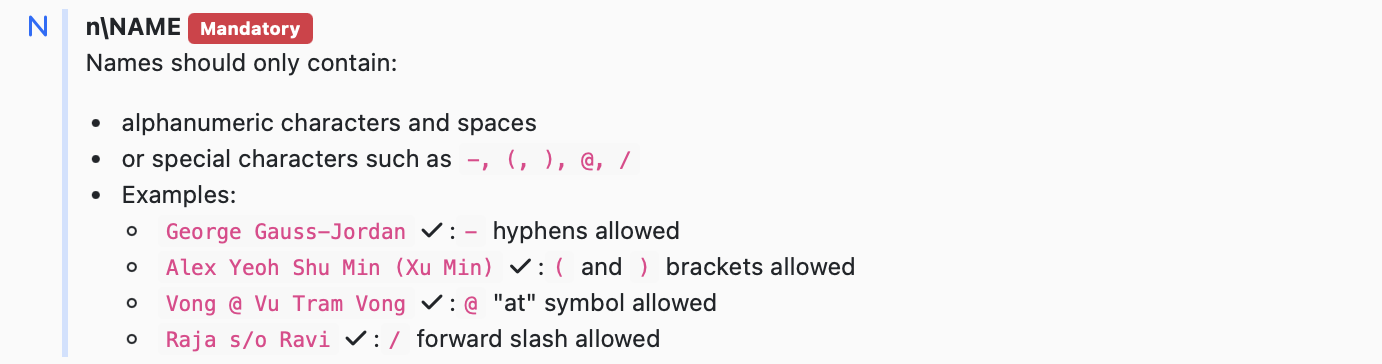 N n\NAME Mandatory
Names should only contain:
• alphanumeric characters and spaces
• or special characters such as -, (, ), @, /
• Examples:
◦ George Gauss-Jordan ✓: - hyphens allowed
◦ Alex Yeoh Shu Min (Xu Min) ✓: ( and ) brackets allowed
◦ Vong @ Vu Tram Vong ✓: @ "at" symbol allowed
◦ Raja s/o Ravi ✓: / forward slash allowed